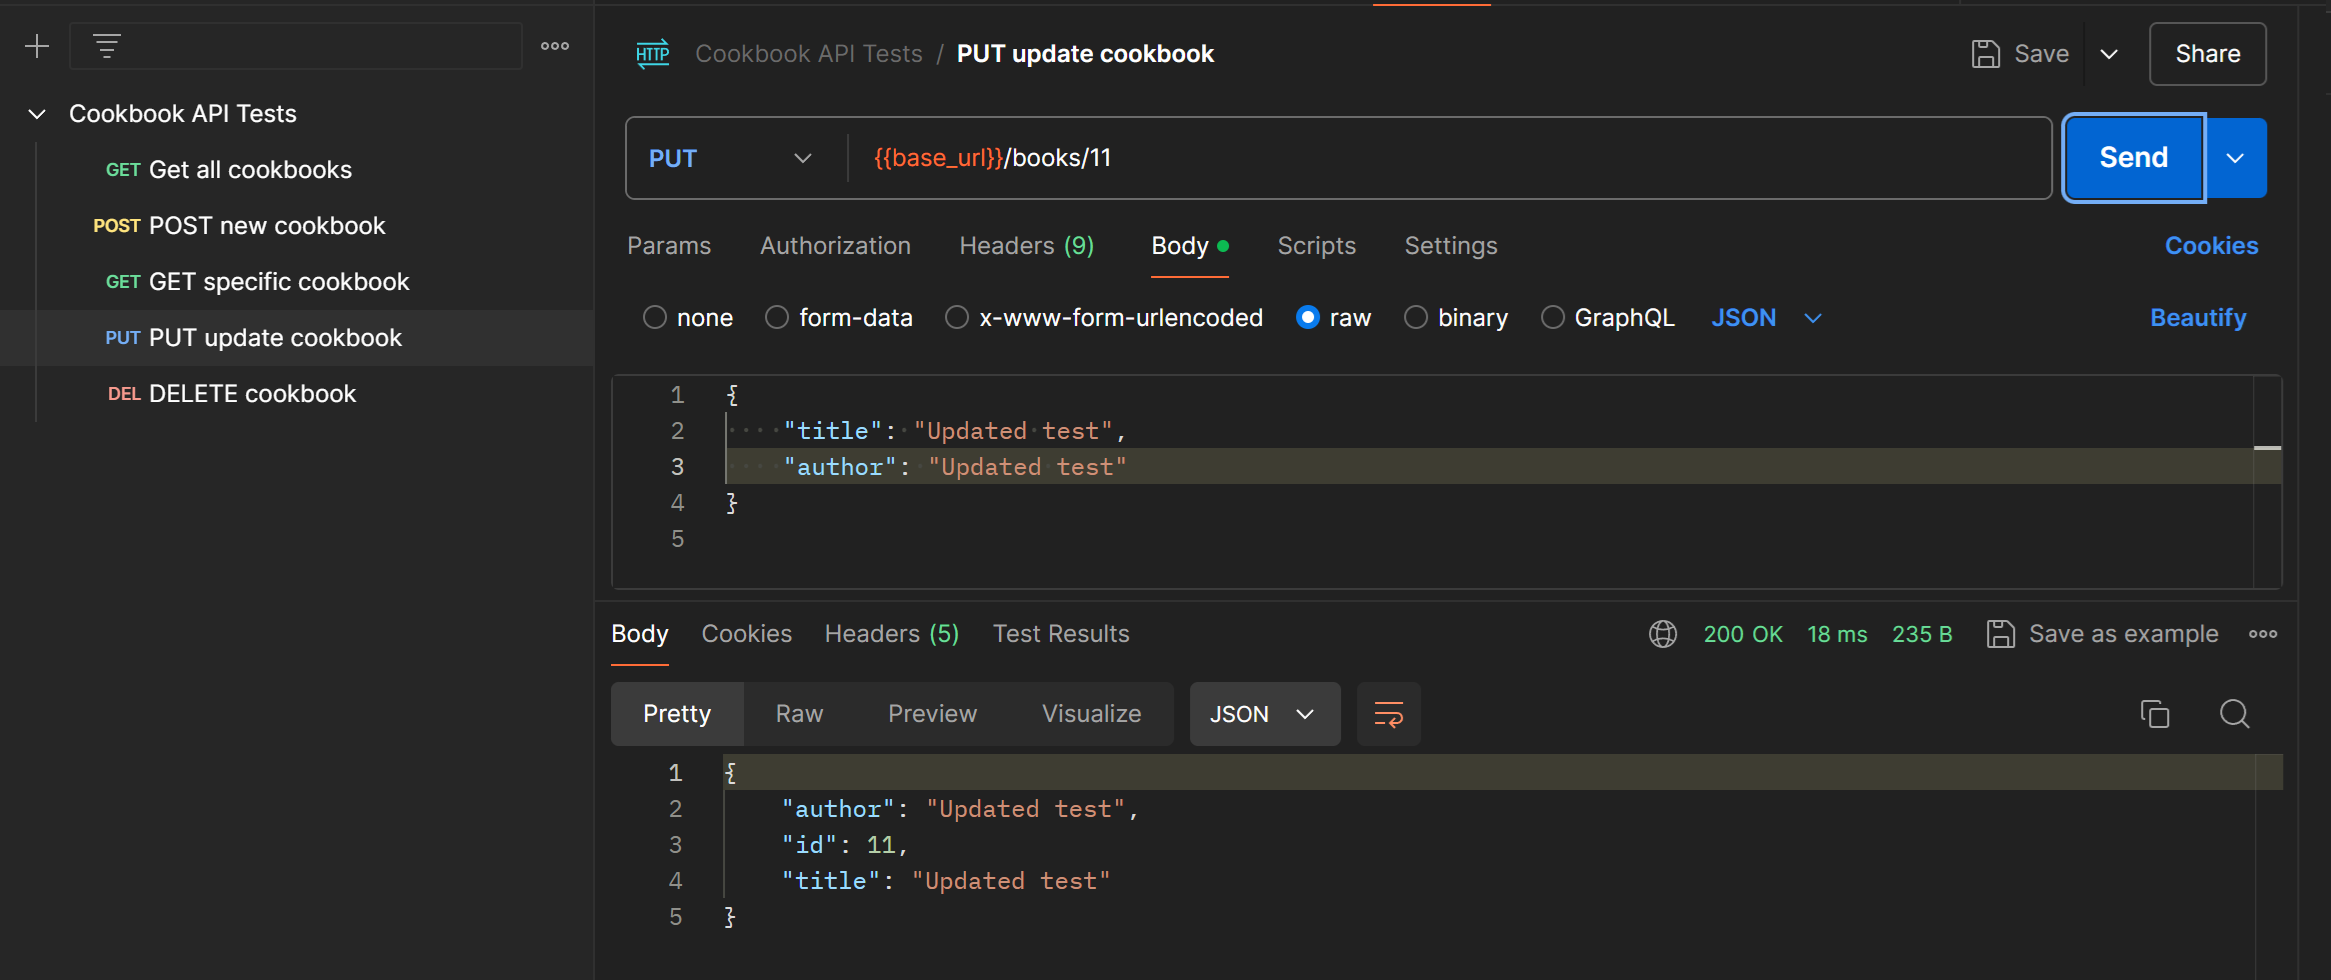 Cookbook API Tests
GET Get all cookbooks
POST POST new cookbook
GET GET specific cookbook
PUT PUT update cookbook
DEL DELETE cookbook
HTTP Cookbook API Tests / PUT update cookbook
Save
Share
PUT {{base_url}}/books/11
Send
Params Authorization Headers (9) Body Scripts Settings Cookies
none form-data x-www-form-urlencoded raw binary GraphQL JSON Beautify
1 {
2 "title": "Updated test",
3 "author": "Updated test"
4 }
5
Body Cookies Headers (5) Test Results 200 OK 18 ms 235 B Save as example
Pretty Raw Preview Visualize JSON
1 {
2 "author": "Updated test",
3 "id": 11,
4 "title": "Updated test"
5 }